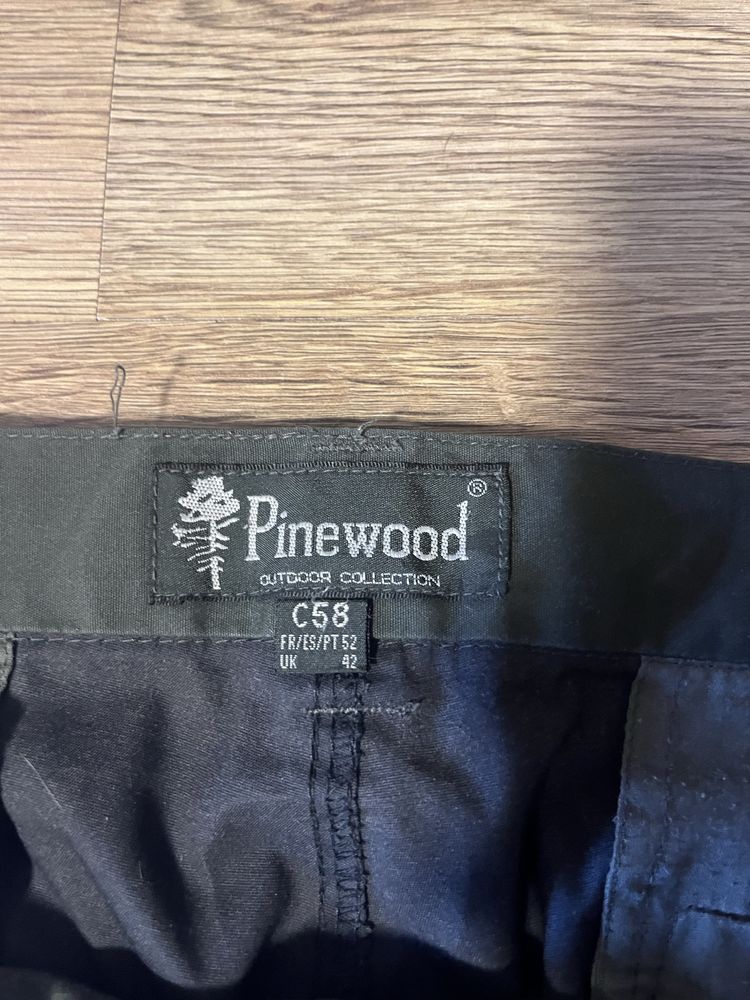 Pinewood®
OUTDOOR COLLECTION
C58
FR/ES/PT 52
UK 42